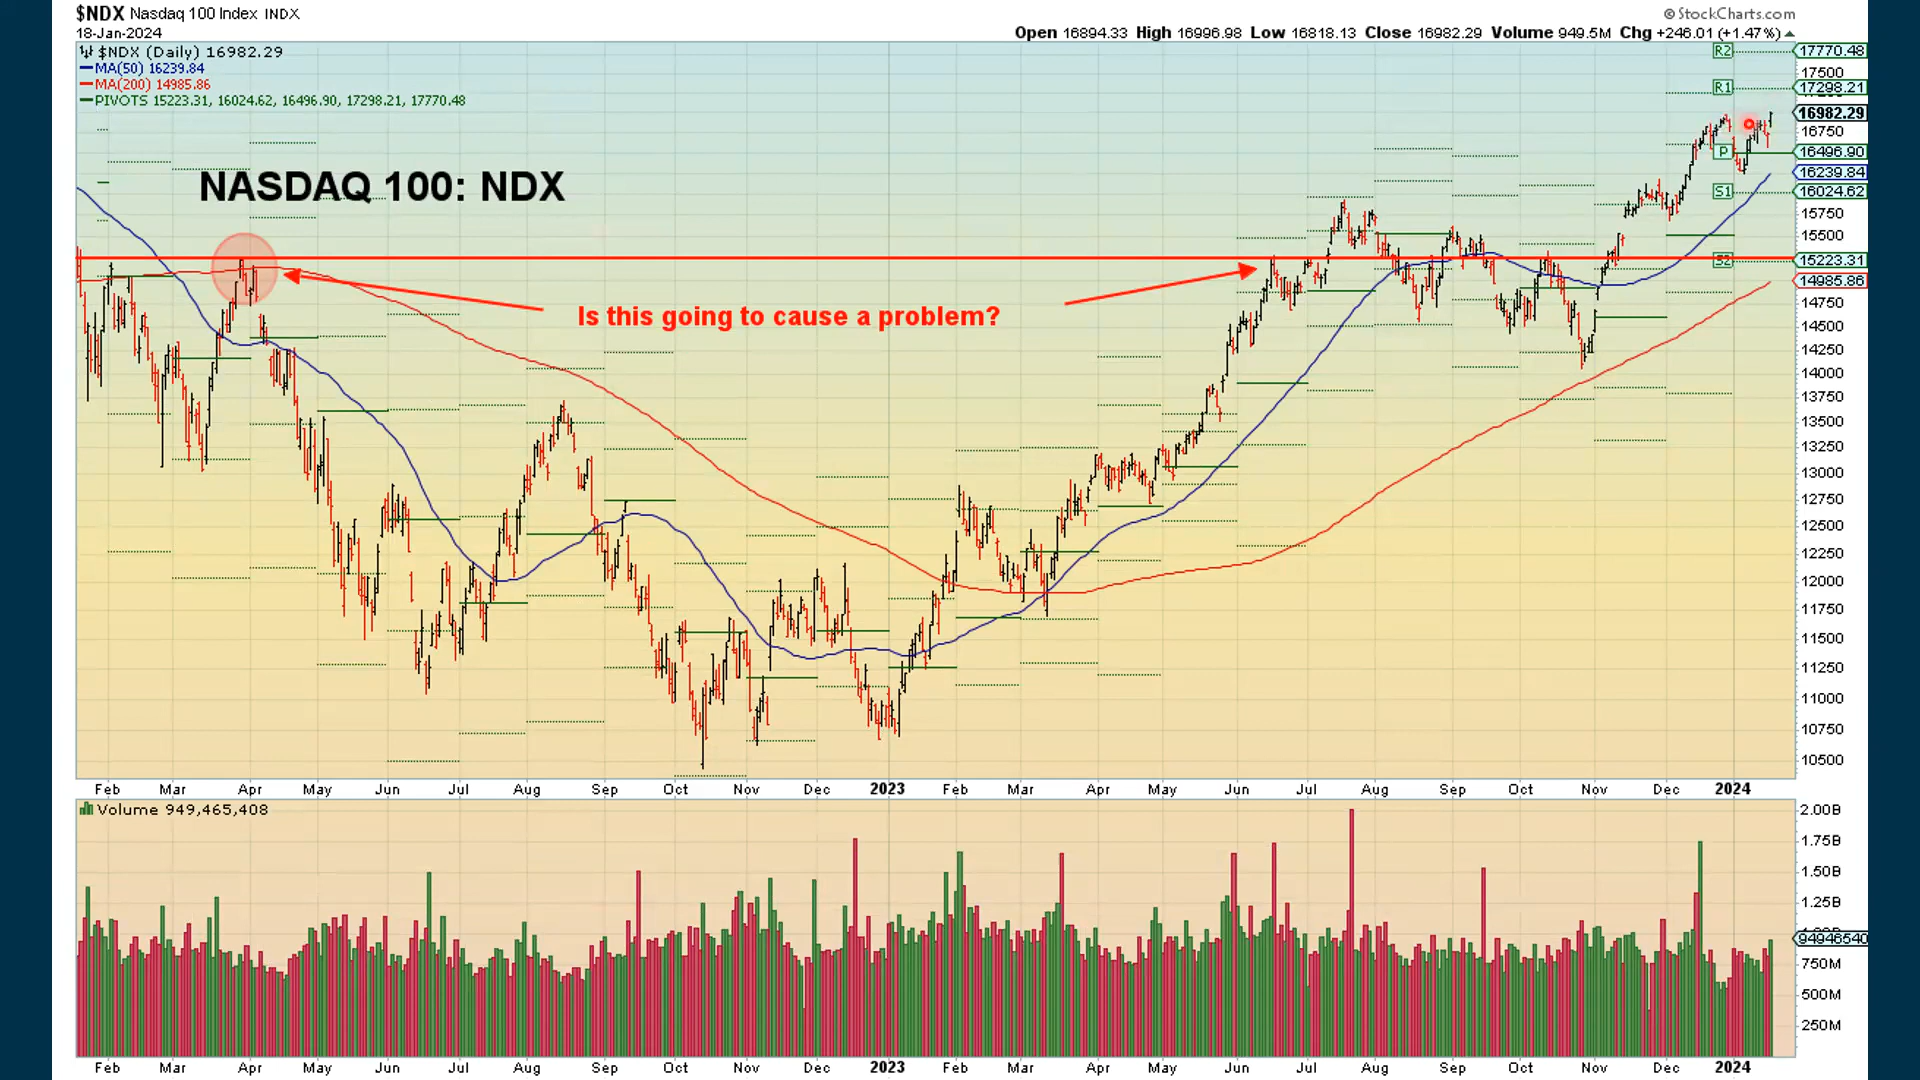 $NDX Nasdaq 100 Index INDX
© StockCharts.com
18-Jan-2024
Open 16894.33 High 16996.98 Low 16818.13 Close 16982.29 Volume 949.5M Chg +246.01 (+1.47%)
$NDX (Daily) 16982.29
MA(50) 16239.84
MA(200) 14985.86
PIVOTS 15223.31, 16024.62, 16496.90, 17298.21, 17770.48
NASDAQ 100: NDX
Is this going to cause a problem?
R2
R1
P
S1
S2
17770.48
17500
17298.21
16982.29
16750
16496.90
16239.84
16024.62
15750
15500
15223.31
14985.86
14750
14500
14250
14000
13750
13500
13250
13000
12750
12500
12250
12000
11750
11500
11250
11000
10750
10500
Feb Mar Apr May Jun Jul Aug Sep Oct Nov Dec 2023 Feb Mar Apr May Jun Jul Aug Sep Oct Nov Dec 2024
Volume 949,465,408
2.00B
1.75B
1.50B
1.25B
94946540
750M
500M
250M
Feb Mar Apr May Jun Jul Aug Sep Oct Nov Dec 2023 Feb Mar Apr May Jun Jul Aug Sep Oct Nov Dec 2024